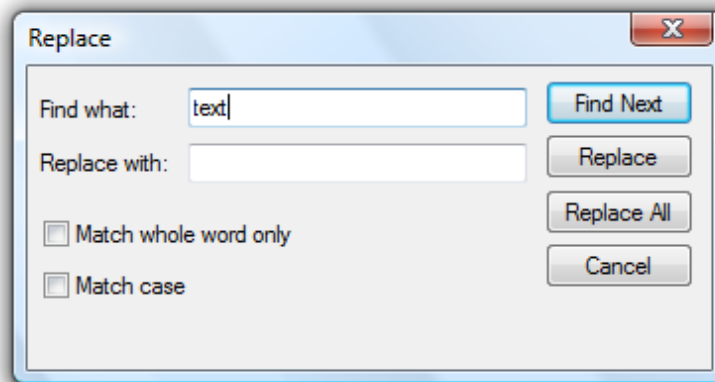 Replace
Find what: text Find Next
Replace with: Replace
Replace All
Match whole word only
Cancel
Match case